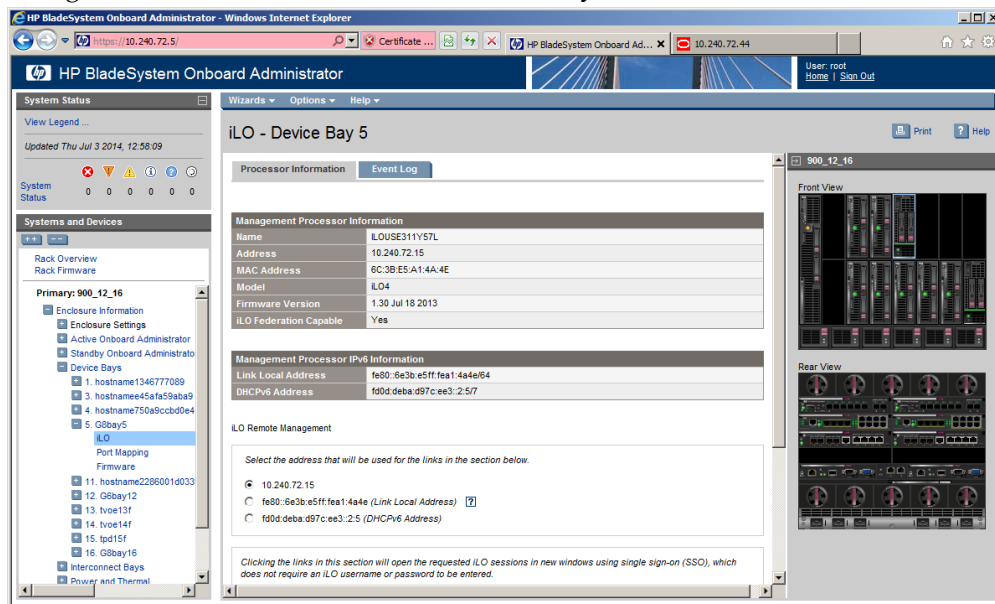 HP BladeSystem Onboard Administrator - Windows Internet Explorer
https://10.240.72.5/
Certificate ...
HP BladeSystem Onboard Ad...
10.240.72.44
HP BladeSystem Onboard Administrator
User: root
Home | Sign Out
System Status
View Legend ...
Updated Thu Jul 3 2014, 12:58:09
System Status 0 0 0 0 0 0
Systems and Devices
Rack Overview
Rack Firmware
Primary: 900_12_16
Enclosure Information
Enclosure Settings
Active Onboard Administrator
Standby Onboard Administrato
Device Bays
1. hostname1346777089
3. hostnamee45afa59aba9
4. hostname750a9ccbd0e4
5. G8bay5
iLO
Port Mapping
Firmware
11. hostname2286001d033
12. G6bay12
13. tvoe13f
14. tvoe14f
15. tpd15f
16. G8bay16
Interconnect Bays
Power and Thermal
Wizards Options Help
iLO - Device Bay 5
Print
Help
Processor Information
Event Log
Management Processor Information
Name ILOUSE311Y57L
Address 10.240.72.15
MAC Address 6C:3B:E5:A1:4A:4E
Model iLO4
Firmware Version 1.30 Jul 18 2013
iLO Federation Capable Yes
Management Processor IPv6 Information
Link Local Address fe80::6e3b:e5ff:fea1:4a4e/64
DHCPv6 Address fd0d:deba:d97c:ee3::2:5/7
iLO Remote Management
Select the address that will be used for the links in the section below.
10.240.72.15
fe80::6e3b:e5ff:fea1:4a4e (Link Local Address) ?
fd0d:deba:d97c:ee3::2:5 (DHCPv6 Address)
Clicking the links in this section will open the requested iLO sessions in new windows using single sign-on (SSO), which
does not require an iLO username or password to be entered.
900_12_16
Front View
Rear View